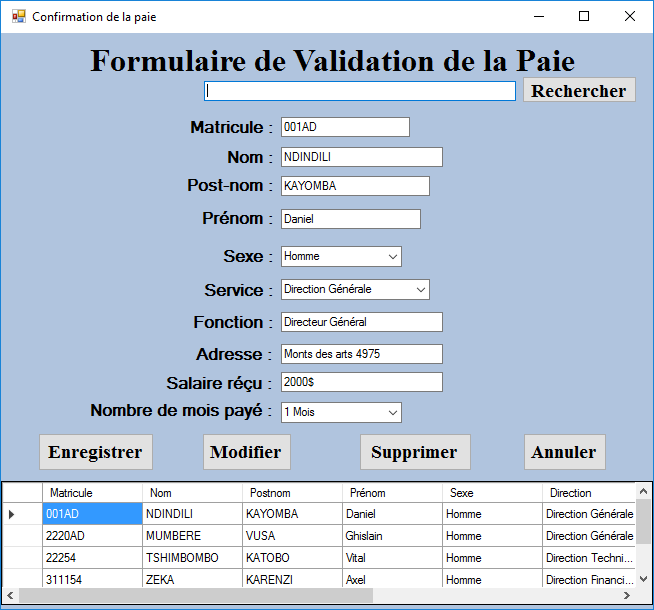 Confirmation de la paie
Formulaire de Validation de la Paie
Rechercher
Matricule : 001AD
Nom : NDINDILI
Post-nom : KAYOMBA
Prénom : Daniel
Sexe : Homme
Service : Direction Générale
Fonction : Directeur Général
Adresse : Monts des arts 4975
Salaire réçu : 2000$
Nombre de mois payé : 1 Mois
Enregistrer Modifier Supprimer Annuler
Matricule Nom Postnom Prénom Sexe Direction
001AD NDINDILI KAYOMBA Daniel Homme Direction Générale
2220AD MUMBERE VUSA Ghislain Homme Direction Générale
22254 TSHIMBOMBO KATOBO Vital Homme Direction Techni...
311154 ZEKA KARENZI Axel Homme Direction Financi...